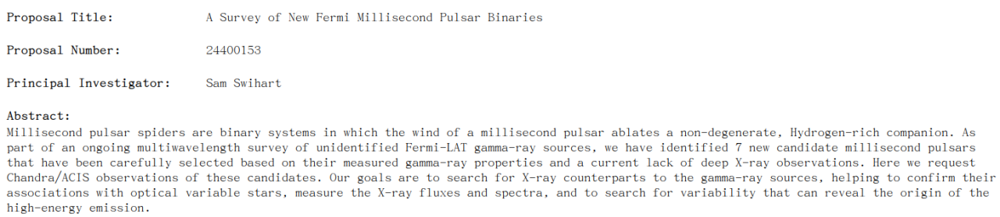 Proposal Title: A Survey of New Fermi Millisecond Pulsar Binaries
Proposal Number: 24400153
Principal Investigator: Sam Swihart
Abstract:
Millisecond pulsar spiders are binary systems in which the wind of a millisecond pulsar ablates a non-degenerate, Hydrogen-rich companion. As
part of an ongoing multiwavelength survey of unidentified Fermi-LAT gamma-ray sources, we have identified 7 new candidate millisecond pulsars
that have been carefully selected based on their measured gamma-ray properties and a current lack of deep X-ray observations. Here we request
Chandra/ACIS observations of these candidates. Our goals are to search for X-ray counterparts to the gamma-ray sources, helping to confirm their
associations with optical variable stars, measure the X-ray fluxes and spectra, and to search for variability that can reveal the origin of the
high-energy emission.